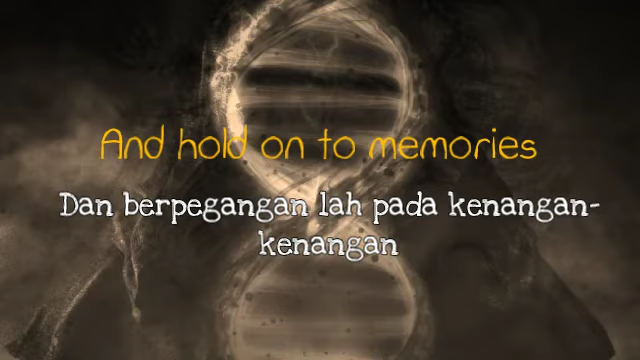 And hold on to memories
Dan berpegangan lah pada kenangan-
kenangan